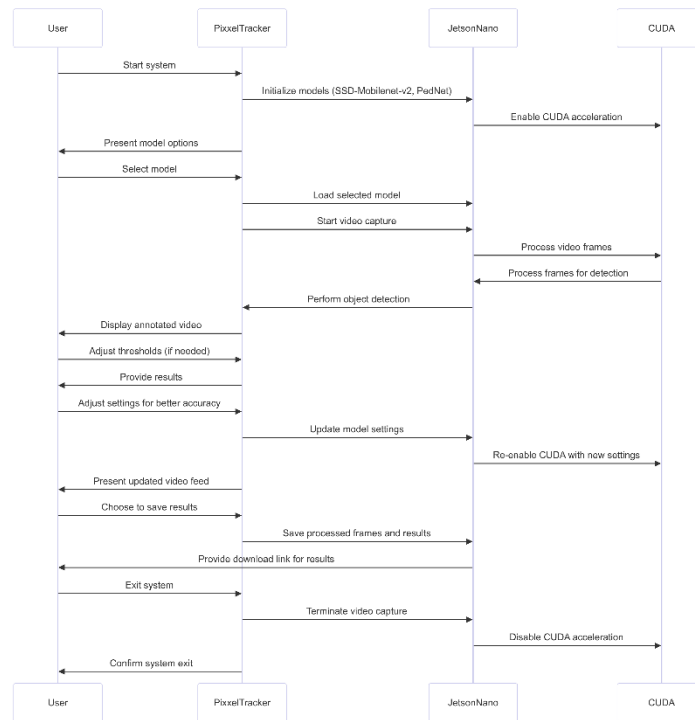 User PixxelTracker JetsonNano CUDA
Start system
Initialize models (SSD-Mobilenet-v2, PedNet)
Enable CUDA acceleration
Present model options
Select model
Load selected model
Start video capture
Process video frames
Process frames for detection
Perform object detection
Display annotated video
Adjust thresholds (if needed)
Provide results
Adjust settings for better accuracy
Update model settings
Re-enable CUDA with new settings
Present updated video feed
Choose to save results
Save processed frames and results
Provide download link for results
Exit system
Terminate video capture
Disable CUDA acceleration
Confirm system exit
User PixxelTracker JetsonNano CUDA